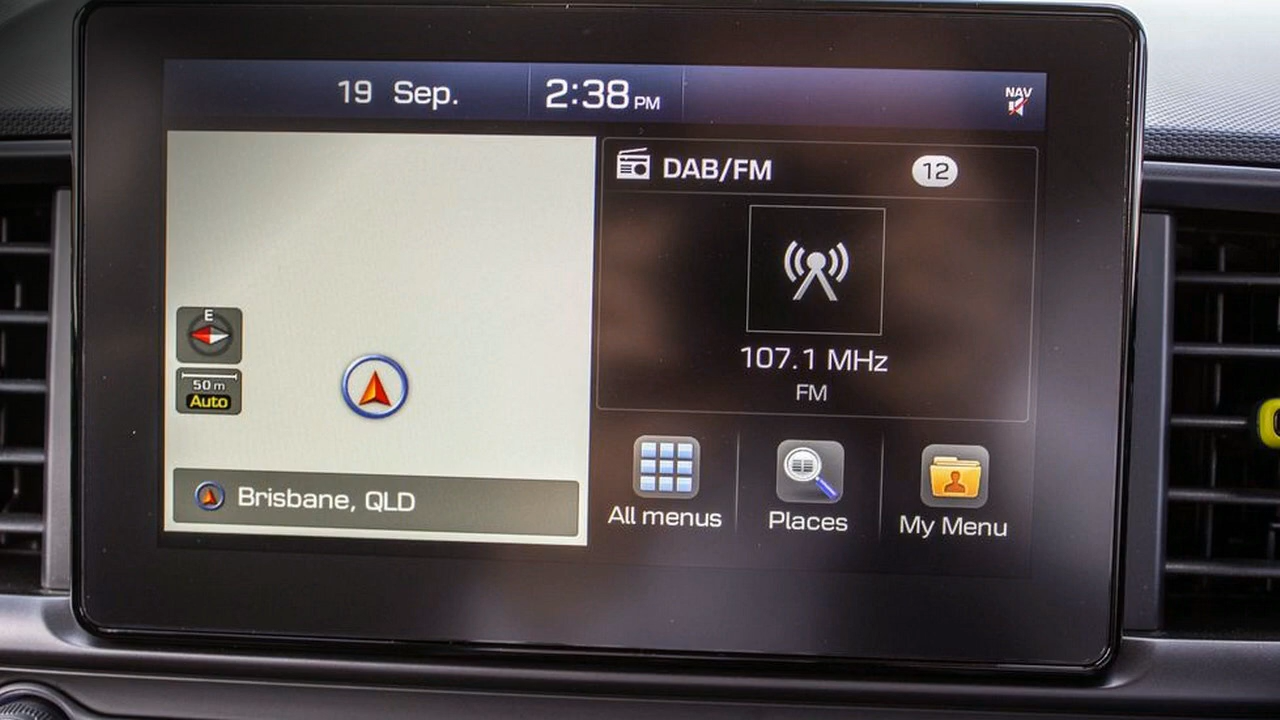 19 Sep.
2:38 PM
NAV
DAB/FM
12
107.1 MHz
FM
E
50 m
Auto
Brisbane, QLD
All menus
Places
My Menu